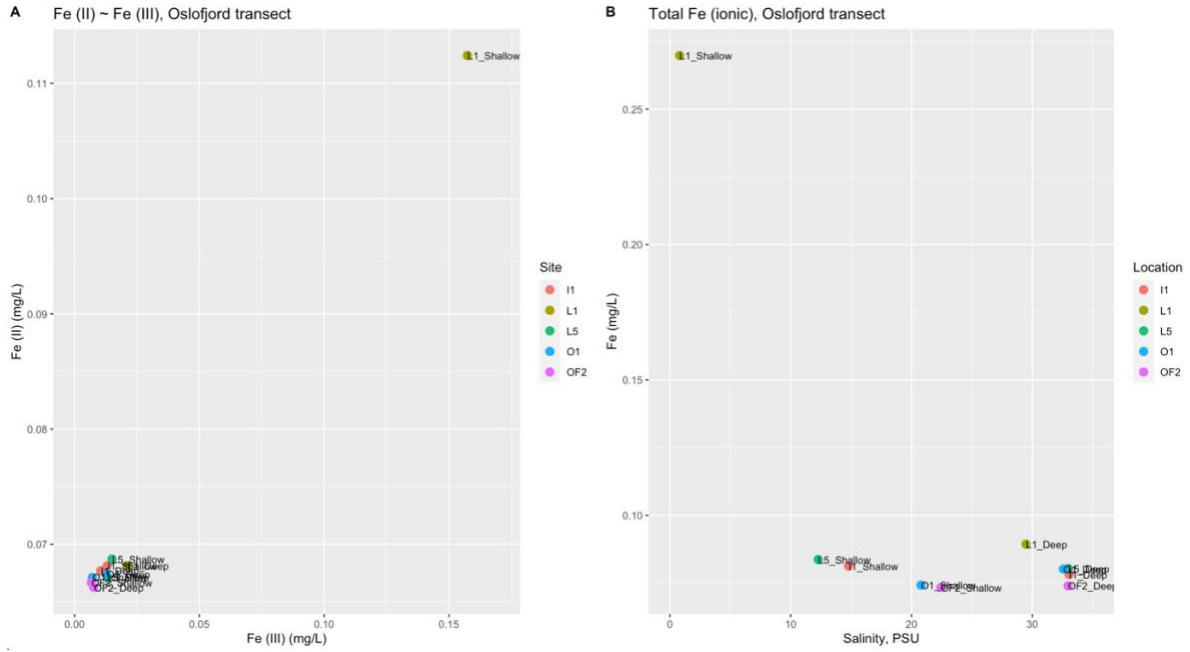 A
Fe (II) ~ Fe (III), Oslofjord transect
Fe (II) (mg/L)
0.11
0.10
0.09
0.08
0.07
L1_Shallow
L5_Shallow
OF2_Deep
0.00
0.05
0.10
0.15
Fe (III) (mg/L)
Site
I1
L1
L5
O1
OF2
B
Total Fe (ionic), Oslofjord transect
Fe (mg/L)
0.25
0.20
0.15
0.10
L1_Shallow
L5_Shallow
I1_Shallow
O1_Shallow
OF2_Shallow
L1_Deep
L5_Deep
I1_Deep
OF2_Deep
0
10
20
30
Salinity, PSU
Location
I1
L1
L5
O1
OF2